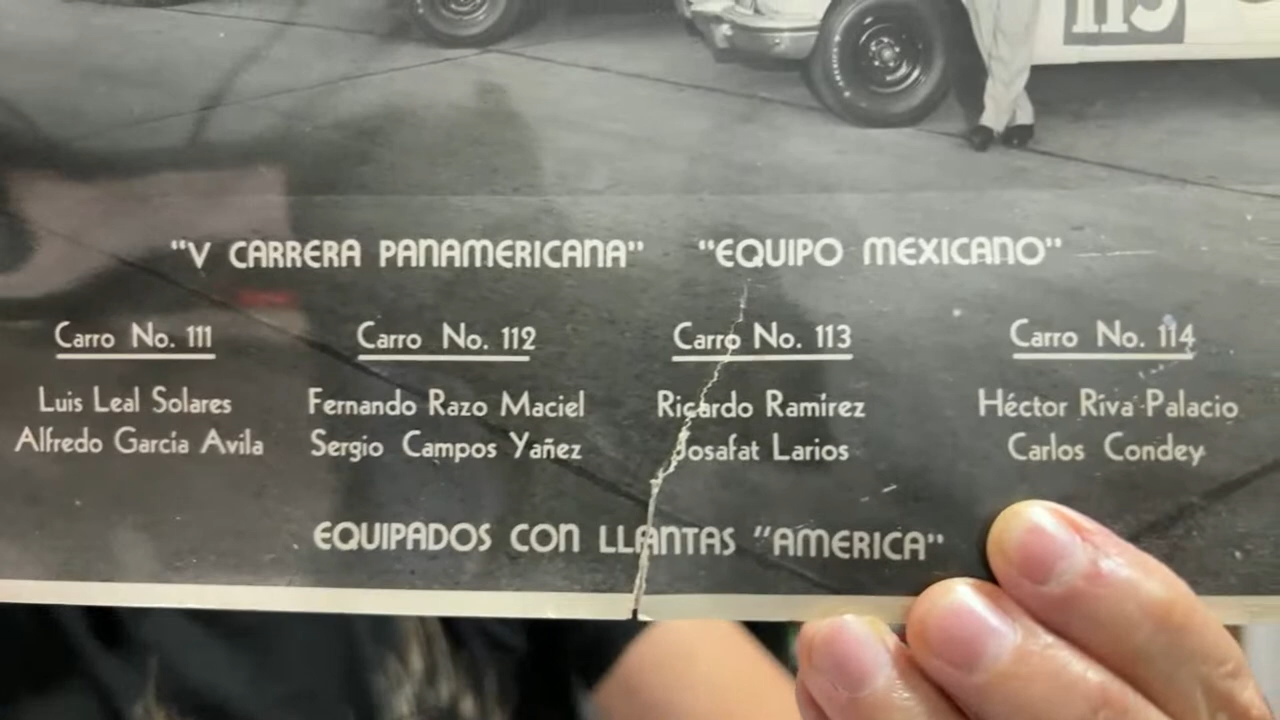 113
"V CARRERA PANAMERICANA" "EQUIPO MEXICANO"
Carro No. 111 Carro No. 112 Carro No. 113 Carro No. 114
Luis Leal Solares Fernando Razo Maciel Ricardo Ramírez Héctor Riva Palacio
Alfredo García Avila Sergio Campos Yañez Josafat Larios Carlos Condey
EQUIPADOS CON LLANTAS "AMERICA"